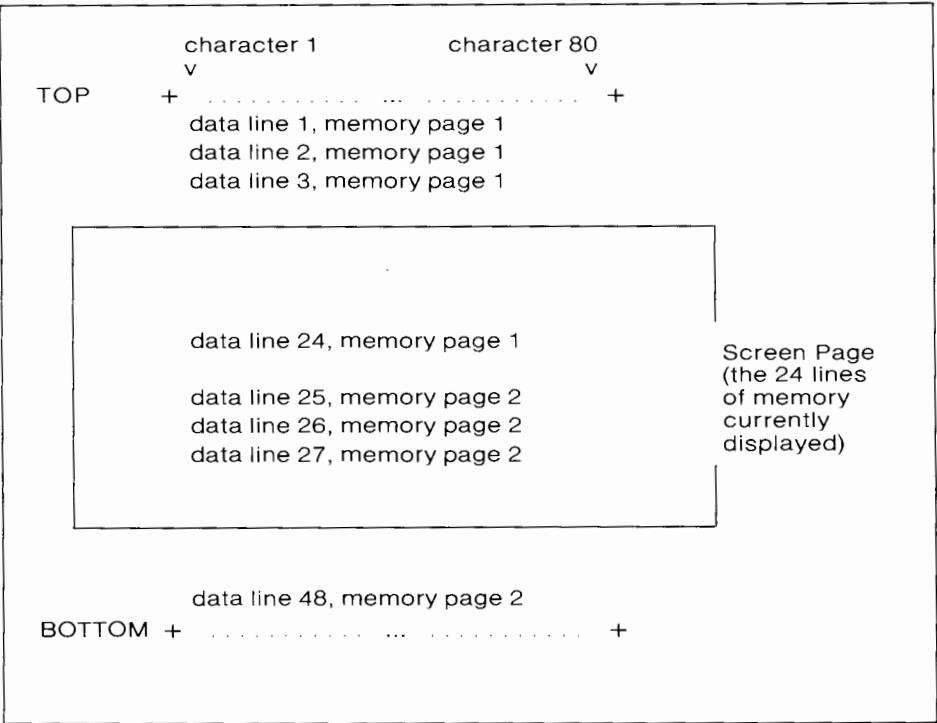 character 1 character 80
v v
TOP + . . . . . . . . . . . ... . . . . . . . . . . . +
data line 1, memory page 1
data line 2, memory page 1
data line 3, memory page 1
data line 24, memory page 1
data line 25, memory page 2
data line 26, memory page 2
data line 27, memory page 2
Screen Page
(the 24 lines
of memory
currently
displayed)
data line 48, memory page 2
BOTTOM + . . . . . . . . . . . ... . . . . . . . . . . . +